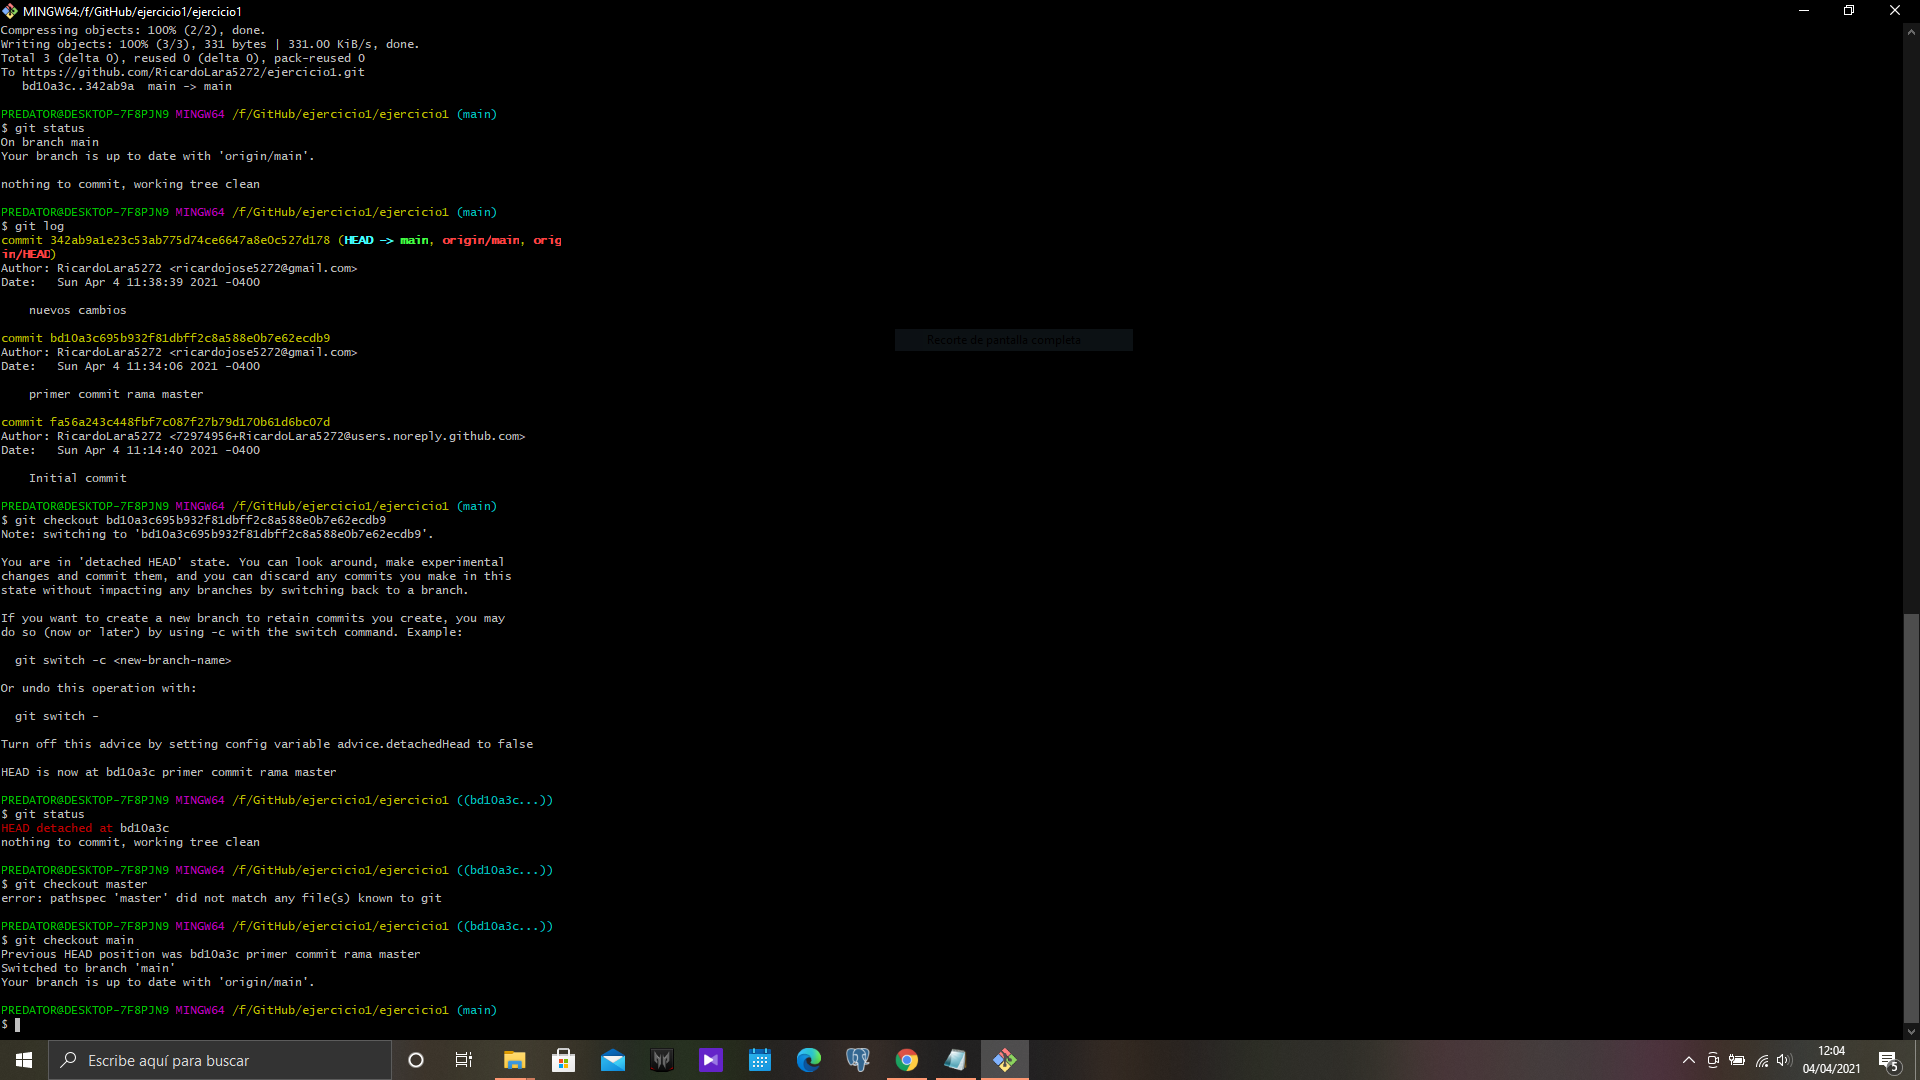 MINGW64:/f/GitHub/ejercicio1/ejercicio1
Compressing objects: 100% (2/2), done.
Writing objects: 100% (3/3), 331 bytes | 331.00 KiB/s, done.
Total 3 (delta 0), reused 0 (delta 0), pack-reused 0
To https://github.com/RicardoLara5272/ejercicio1.git
   bd10a3c..342ab9a  main -> main

PREDATOR@DESKTOP-7F8PJN9 MINGW64 /f/GitHub/ejercicio1/ejercicio1 (main)
$ git status
On branch main
Your branch is up to date with 'origin/main'.

nothing to commit, working tree clean

PREDATOR@DESKTOP-7F8PJN9 MINGW64 /f/GitHub/ejercicio1/ejercicio1 (main)
$ git log
commit 342ab9a1e23c53ab775d74ce6647a8e0c527d178 (HEAD -> main, origin/main, orig
in/HEAD)
Author: RicardoLara5272 <ricardojose5272@gmail.com>
Date:   Sun Apr 4 11:38:39 2021 -0400

    nuevos cambios

commit bd10a3c695b932f81dbff2c8a588e0b7e62ecdb9
Author: RicardoLara5272 <ricardojose5272@gmail.com>
Date:   Sun Apr 4 11:34:06 2021 -0400

    primer commit rama master

commit fa56a243c448fbf7c087f27b79d170b61d6bc07d
Author: RicardoLara5272 <72974956+RicardoLara5272@users.noreply.github.com>
Date:   Sun Apr 4 11:14:40 2021 -0400

    Initial commit

PREDATOR@DESKTOP-7F8PJN9 MINGW64 /f/GitHub/ejercicio1/ejercicio1 (main)
$ git checkout bd10a3c695b932f81dbff2c8a588e0b7e62ecdb9
Note: switching to 'bd10a3c695b932f81dbff2c8a588e0b7e62ecdb9'.

You are in 'detached HEAD' state. You can look around, make experimental
changes and commit them, and you can discard any commits you make in this
state without impacting any branches by switching back to a branch.

If you want to create a new branch to retain commits you create, you may
do so (now or later) by using -c with the switch command. Example:

  git switch -c <new-branch-name>

Or undo this operation with:

  git switch -

Turn off this advice by setting config variable advice.detachedHead to false

HEAD is now at bd10a3c primer commit rama master

PREDATOR@DESKTOP-7F8PJN9 MINGW64 /f/GitHub/ejercicio1/ejercicio1 ((bd10a3c...))
$ git status
HEAD detached at bd10a3c
nothing to commit, working tree clean

PREDATOR@DESKTOP-7F8PJN9 MINGW64 /f/GitHub/ejercicio1/ejercicio1 ((bd10a3c...))
$ git checkout master
error: pathspec 'master' did not match any file(s) known to git

PREDATOR@DESKTOP-7F8PJN9 MINGW64 /f/GitHub/ejercicio1/ejercicio1 ((bd10a3c...))
$ git checkout main
Previous HEAD position was bd10a3c primer commit rama master
Switched to branch 'main'
Your branch is up to date with 'origin/main'.

PREDATOR@DESKTOP-7F8PJN9 MINGW64 /f/GitHub/ejercicio1/ejercicio1 (main)
$
Recorte de pantalla completa
Escribe aquí para buscar
12:04
04/04/2021
5